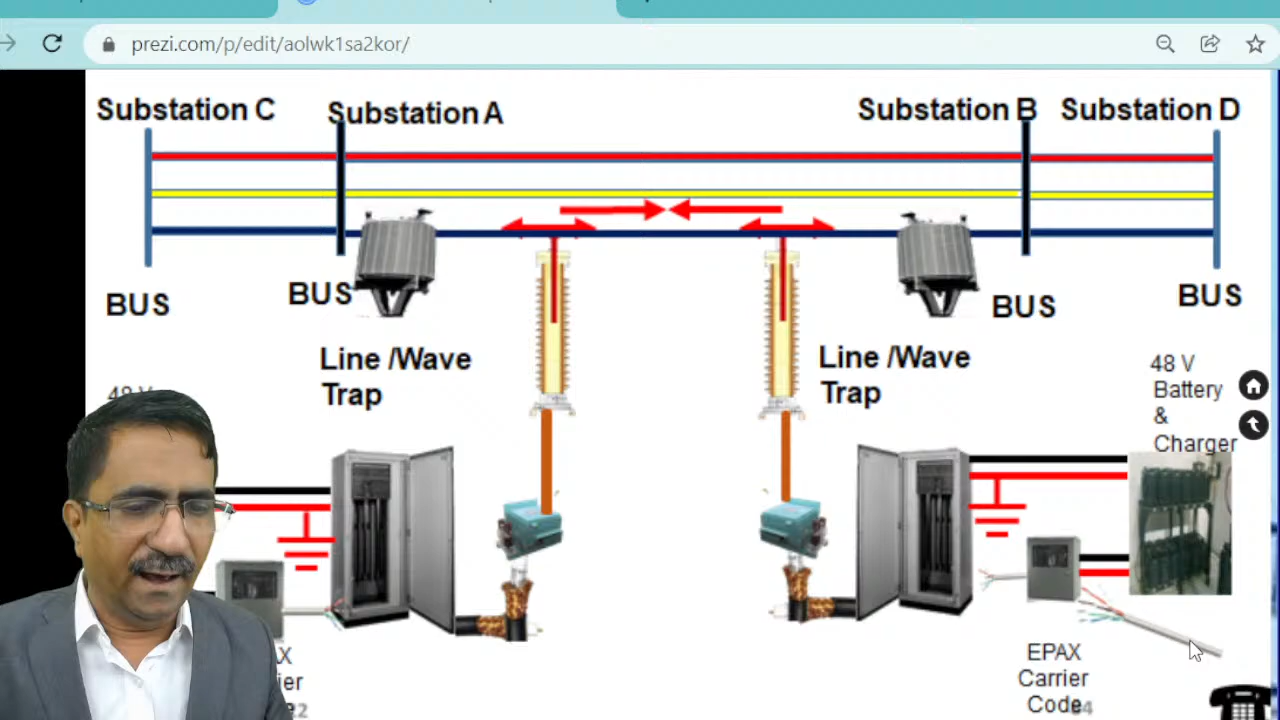 prezi.com/p/edit/aolwk1sa2kor/
Substation C
Substation A
Substation B
Substation D
BUS
BUS
BUS
BUS
Line /Wave
Trap
Line /Wave
Trap
48 V
Battery
&
Charger
48 V
EPAX
Carrier
Code